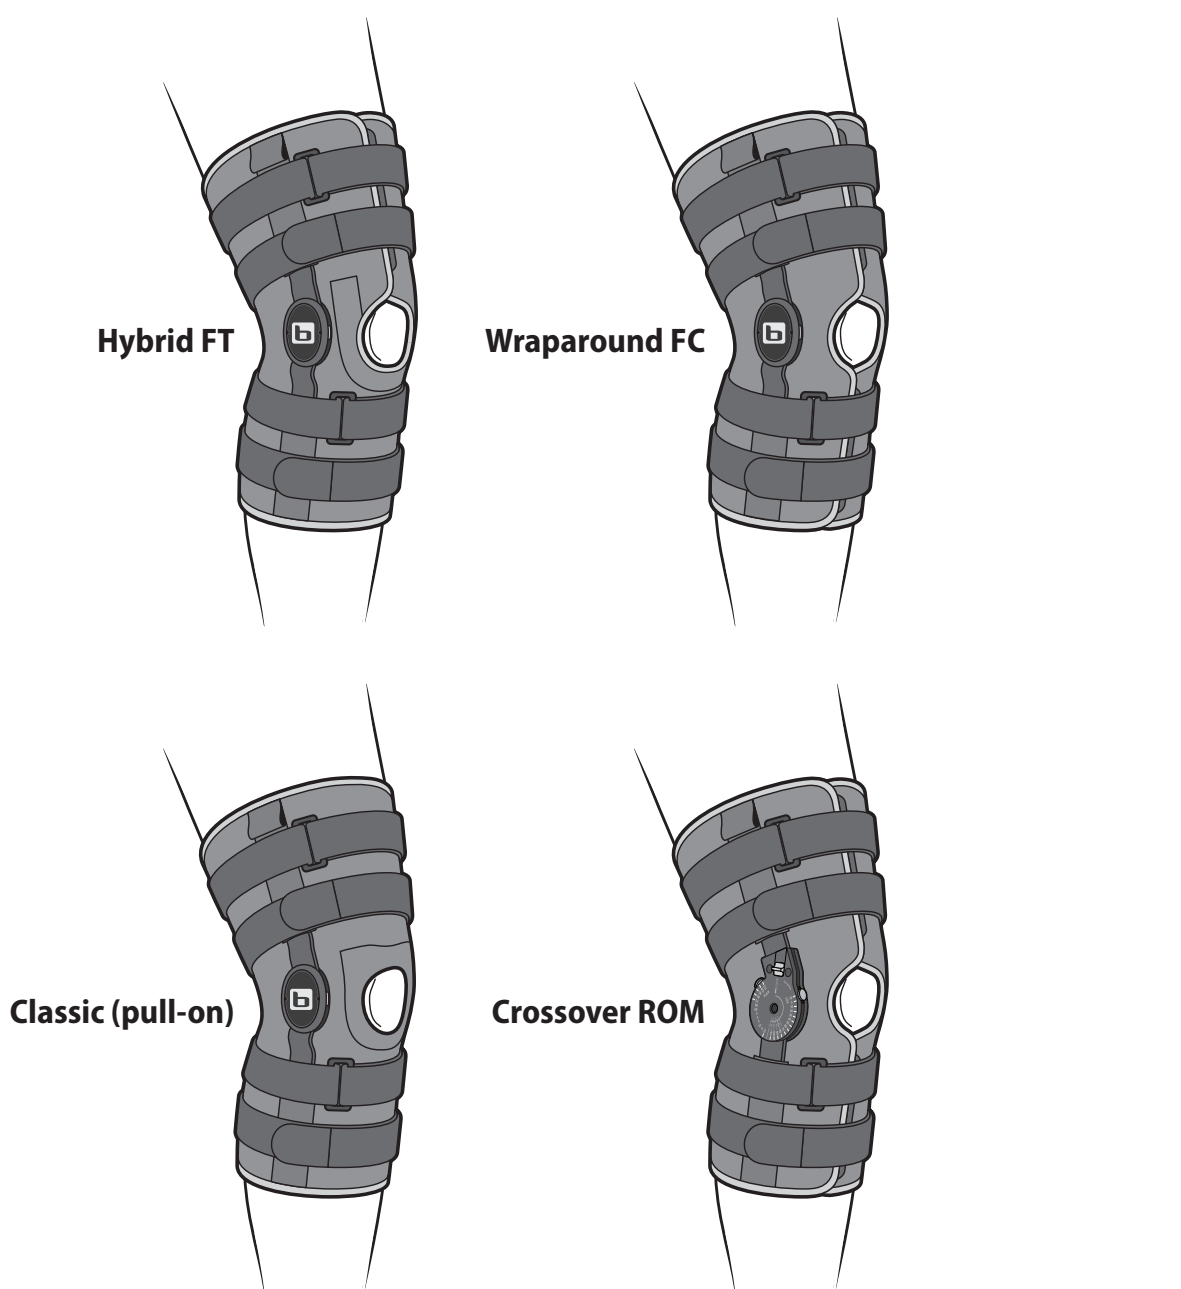 Hybrid FT
b
Wraparound FC
b
Classic (pull-on)
b
Crossover ROM